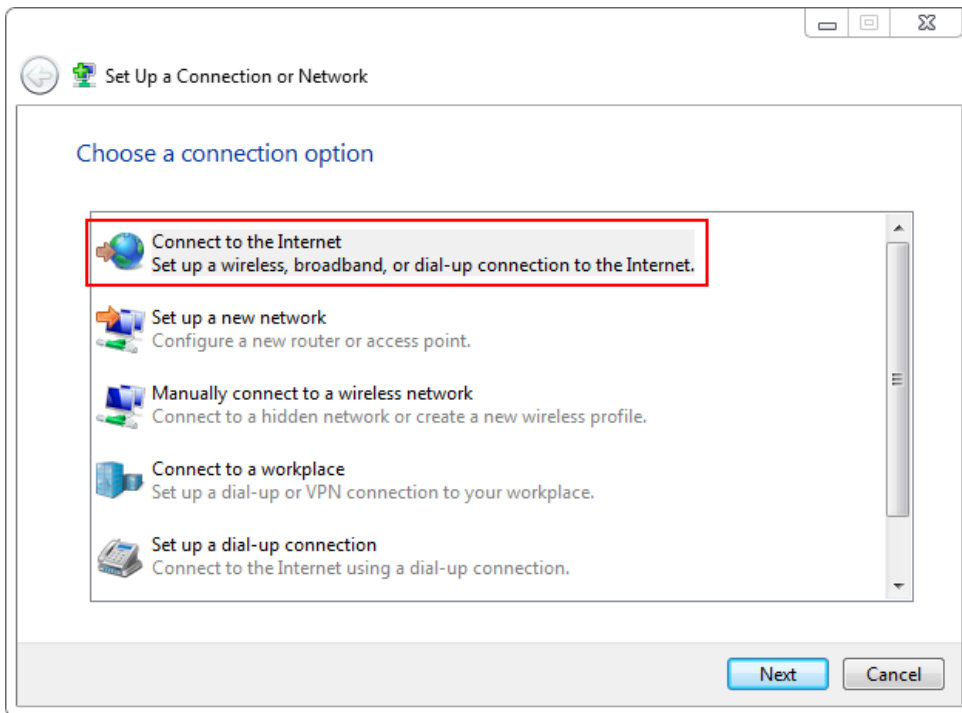 Set Up a Connection or Network
Choose a connection option
Connect to the Internet
Set up a wireless, broadband, or dial-up connection to the Internet.
Set up a new network
Configure a new router or access point.
Manually connect to a wireless network
Connect to a hidden network or create a new wireless profile.
Connect to a workplace
Set up a dial-up or VPN connection to your workplace.
Set up a dial-up connection
Connect to the Internet using a dial-up connection.
Next Cancel